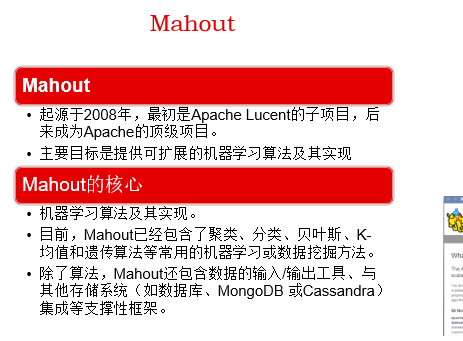 Mahout
Mahout
• 起源于2008年，最初是Apache Lucent的子项目，后
来成为Apache的顶级项目。
• 主要目标是提供可扩展的机器学习算法及其实现
Mahout的核心
• 机器学习算法及其实现。
• 目前，Mahout已经包含了聚类、分类、贝叶斯、K-
均值和遗传算法等常用的机器学习或数据挖掘方法。
• 除了算法，Mahout还包含数据的输入/输出工具、与
其他存储系统（如数据库、MongoDB 或Cassandra）
集成等支撑性框架。